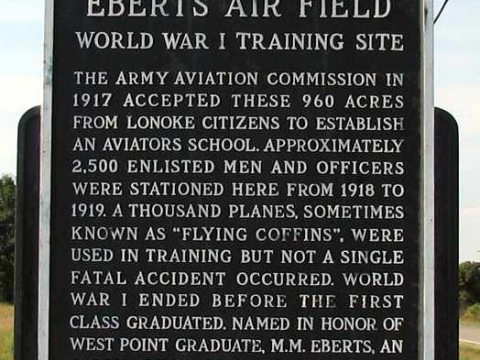 EBERTS AIR FIELD
WORLD WAR I TRAINING SITE
THE ARMY AVIATION COMMISSION IN
1917 ACCEPTED THESE 960 ACRES
FROM LONOKE CITIZENS TO ESTABLISH
AN AVIATORS SCHOOL. APPROXIMATELY
2,500 ENLISTED MEN AND OFFICERS
WERE STATIONED HERE FROM 1918 TO
1919. A THOUSAND PLANES, SOMETIMES
KNOWN AS "FLYING COFFINS", WERE
USED IN TRAINING BUT NOT A SINGLE
FATAL ACCIDENT OCCURRED. WORLD
WAR I ENDED BEFORE THE FIRST
CLASS GRADUATED. NAMED IN HONOR OF
WEST POINT GRADUATE, M.M. EBERTS, AN